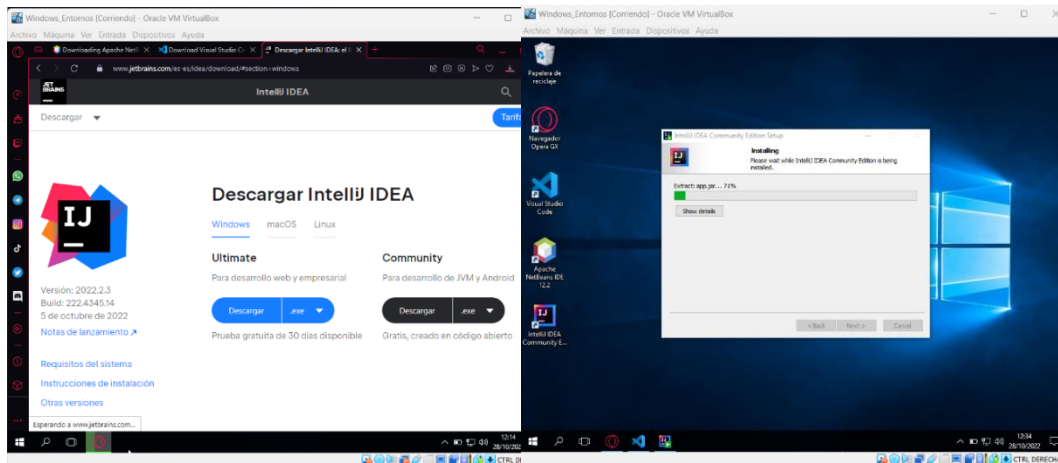 Windows_Entornos [Corriendo] - Oracle VM VirtualBox
Archivo Máquina Ver Entrada Dispositivos Ayuda
Downloading Apache NetB
Download Visual Studio Co
Descargar IntelliJ IDEA: el I
www.jetbrains.com/es-es/idea/download/#section=windows
JET
BRAINS
IntelliJ IDEA
Descargar
Tarifa
Descargar IntelliJ IDEA
Windows macOS Linux
Ultimate
Para desarrollo web y empresarial
Descargar .exe
Prueba gratuita de 30 días disponible
Community
Para desarrollo de JVM y Android
Descargar .exe
Gratis, creado en código abierto
IJ
Versión: 2022.2.3
Build: 222.4345.14
5 de octubre de 2022
Notas de lanzamiento
Requisitos del sistema
Instrucciones de instalación
Otras versiones
Esperando a www.jetbrains.com...
12:14
28/10/202
CTRL D
Windows_Entornos [Corriendo] - Oracle VM VirtualBox
Archivo Máquina Ver Entrada Dispositivos Ayuda
Papelera de
reciclaje
Navegador
Opera GX
Visual Studio
Code
Apache
NetBeans IDE
12.2
IJ
IntelliJ IDEA
Community E...
IntelliJ IDEA Community Edition Setup
IJ
Installing
Please wait while IntelliJ IDEA Community Edition is being
installed.
Extract: app.jar... 71%
Show details
< Back Next > Cancel
12:34
28/10/2022
CTRL DERECH